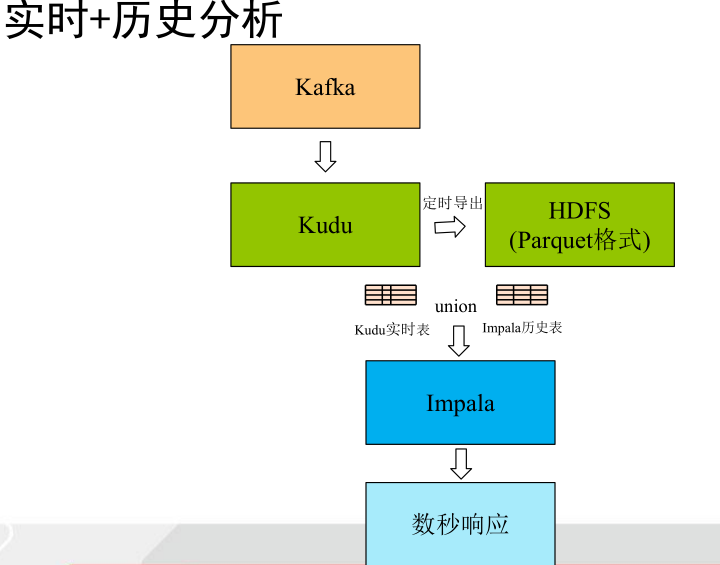 实时+历史分析
Kafka
Kudu
定时导出
HDFS
(Parquet格式)
union
Kudu实时表
Impala历史表
Impala
数秒响应